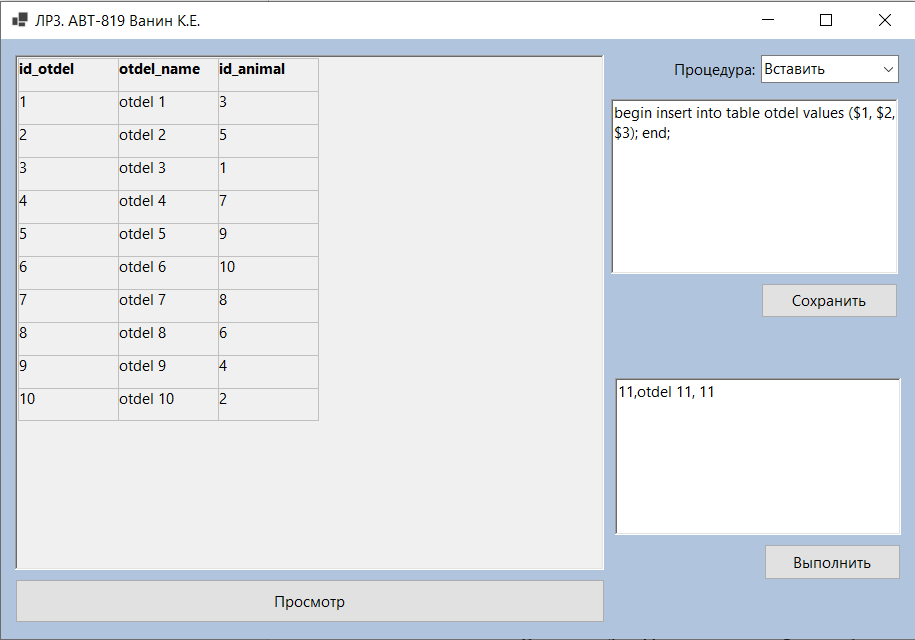 ЛР3. АВТ-819 Ванин К.Е.
id_otdel otdel_name id_animal
1 otdel 1 3
2 otdel 2 5
3 otdel 3 1
4 otdel 4 7
5 otdel 5 9
6 otdel 6 10
7 otdel 7 8
8 otdel 8 6
9 otdel 9 4
10 otdel 10 2
Просмотр
Процедура: Вставить
begin insert into table otdel values ($1, $2,
$3); end;
Сохранить
11,otdel 11, 11
Выполнить